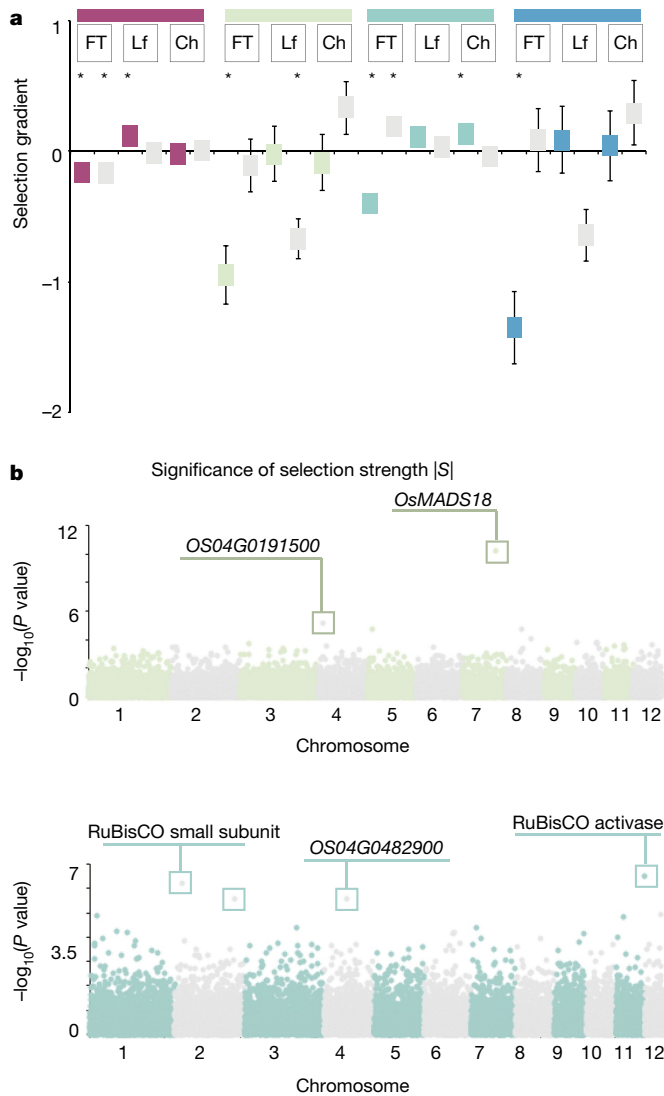 a
1
FT Lf Ch FT Lf Ch FT Lf Ch FT Lf Ch
* * * * * * * * *
0
−1
−2
Selection gradient
b
Significance of selection strength |S|
OsMADS18
OS04G0191500
12
6
0
−log10(P value)
1 2 3 4 5 6 7 8 9 10 11 12
Chromosome
RuBisCO small subunit
OS04G0482900
RuBisCO activase
7
3.5
0
−log10(P value)
1 2 3 4 5 6 7 8 9 10 11 12
Chromosome